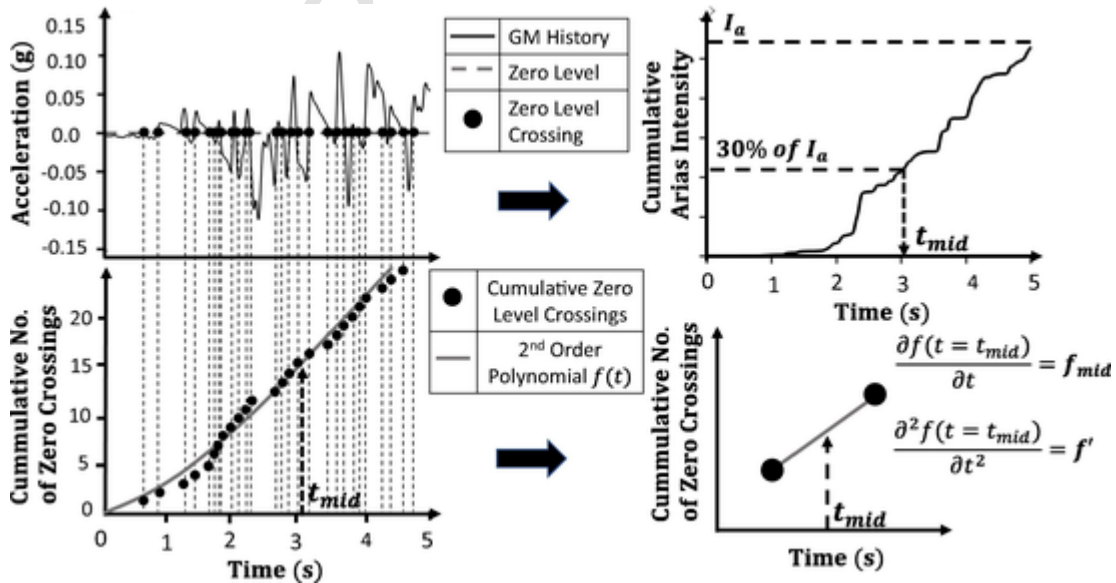 0.15
0.10
0.05
0.0
-0.05
-0.10
-0.15
Acceleration (g)
GM History
Zero Level
Zero Level
Crossing
I_a
30% of I_a
t_mid
Cummulative
Arias Intensity
0 1 2 3 4 5
Time (s)
20
15
10
5
0
Cummulative No.
of Zero Crossings
Cumulative Zero
Level Crossings
2nd Order
Polynomial f(t)
t_mid
0 1 2 3 4 5
Time (s)
Cummulative No.
of Zero Crossings
∂f(t = t_mid)
∂t
= f_mid
∂²f(t = t_mid)
∂t²
= f'
t_mid
Time (s)